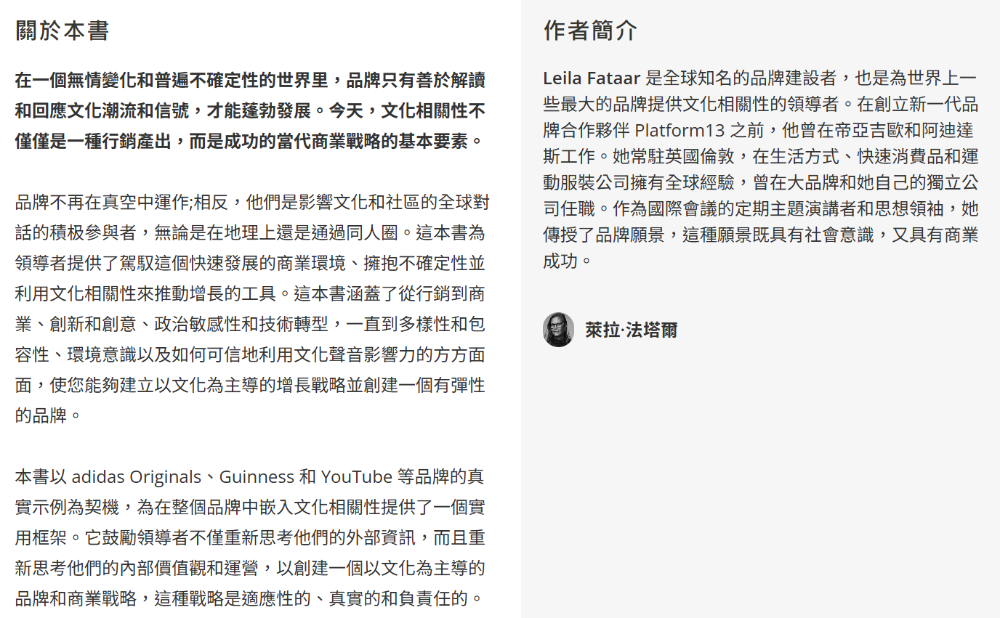 關於本書
在一個無情變化和普遍不確定性的世界里，品牌只有善於解讀
和回應文化潮流和信號，才能蓬勃發展。今天，文化相關性不
僅僅是一種行銷產出，而是成功的當代商業戰略的基本要素。
品牌不再在真空中運作;相反，他們是影響文化和社區的全球對
話的積极參與者，無論是在地理上還是通過同人圈。這本書為
領導者提供了駕馭這個快速發展的商業環境、擁抱不確定性並
利用文化相關性來推動增長的工具。這本書涵蓋了從行銷到商
業、創新和創意、政治敏感性和技術轉型，一直到多樣性和包
容性、環境意識以及如何可信地利用文化聲音影響力的方方面
面，使您能夠建立以文化為主導的增長戰略並創建一個有彈性
的品牌。
本書以 adidas Originals、Guinness 和 YouTube 等品牌的真
實示例為契機，為在整個品牌中嵌入文化相關性提供了一個實
用框架。它鼓勵領導者不僅重新思考他們的外部資訊，而且重
新思考他們的內部價值觀和運營，以創建一個以文化為主導的
品牌和商業戰略，這種戰略是適應性的、真實的和負責任的。
作者簡介
Leila Fataar 是全球知名的品牌建設者，也是為世界上一
些最大的品牌提供文化相關性的領導者。在創立新一代品
牌合作夥伴 Platform13 之前，他曾在帝亞吉歐和阿迪達
斯工作。她常駐英國倫敦，在生活方式、快速消費品和運
動服裝公司擁有全球經驗，曾在大品牌和她自己的獨立公
司任職。作為國際會議的定期主題演講者和思想領袖，她
傳授了品牌願景，這種願景既具有社會意識，又具有商業
成功。
萊拉·法塔爾